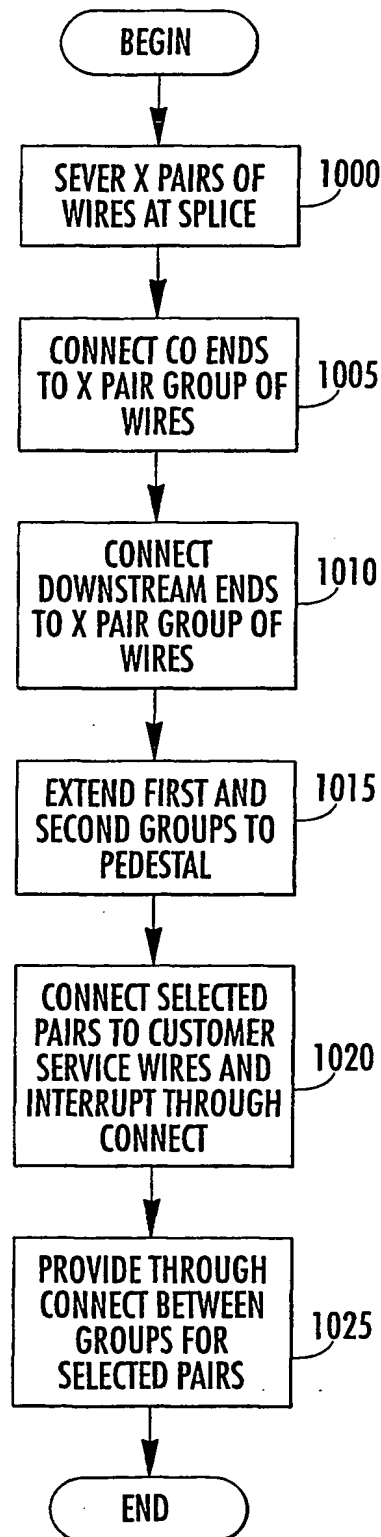 BEGIN
SEVER X PAIRS OF
WIRES AT SPLICE
1000
CONNECT CO ENDS
TO X PAIR GROUP OF
WIRES
1005
CONNECT
DOWNSTREAM ENDS
TO X PAIR GROUP OF
WIRES
1010
EXTEND FIRST AND
SECOND GROUPS TO
PEDESTAL
1015
CONNECT SELECTED
PAIRS TO CUSTOMER
SERVICE WIRES AND
INTERRUPT THROUGH
CONNECT
1020
PROVIDE THROUGH
CONNECT BETWEEN
GROUPS FOR
SELECTED PAIRS
1025
END